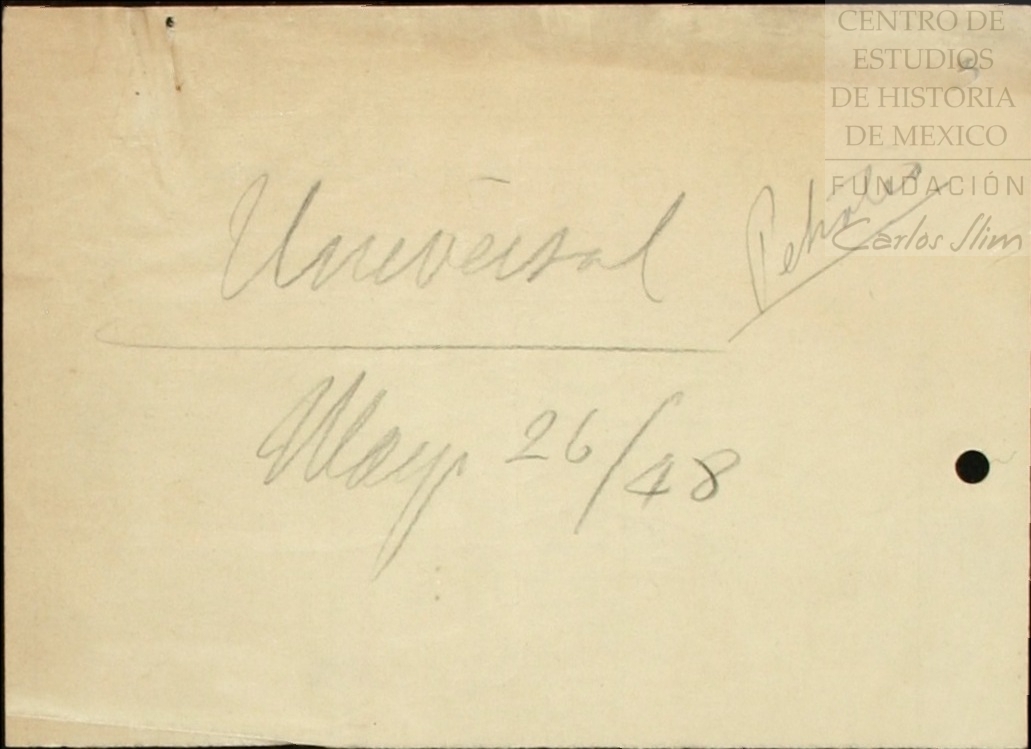 CENTRO DE
ESTUDIOS
DE HISTORIA
DE MEXICO
FUNDACIÓN
Carlos Slim
Universal
May 26/48